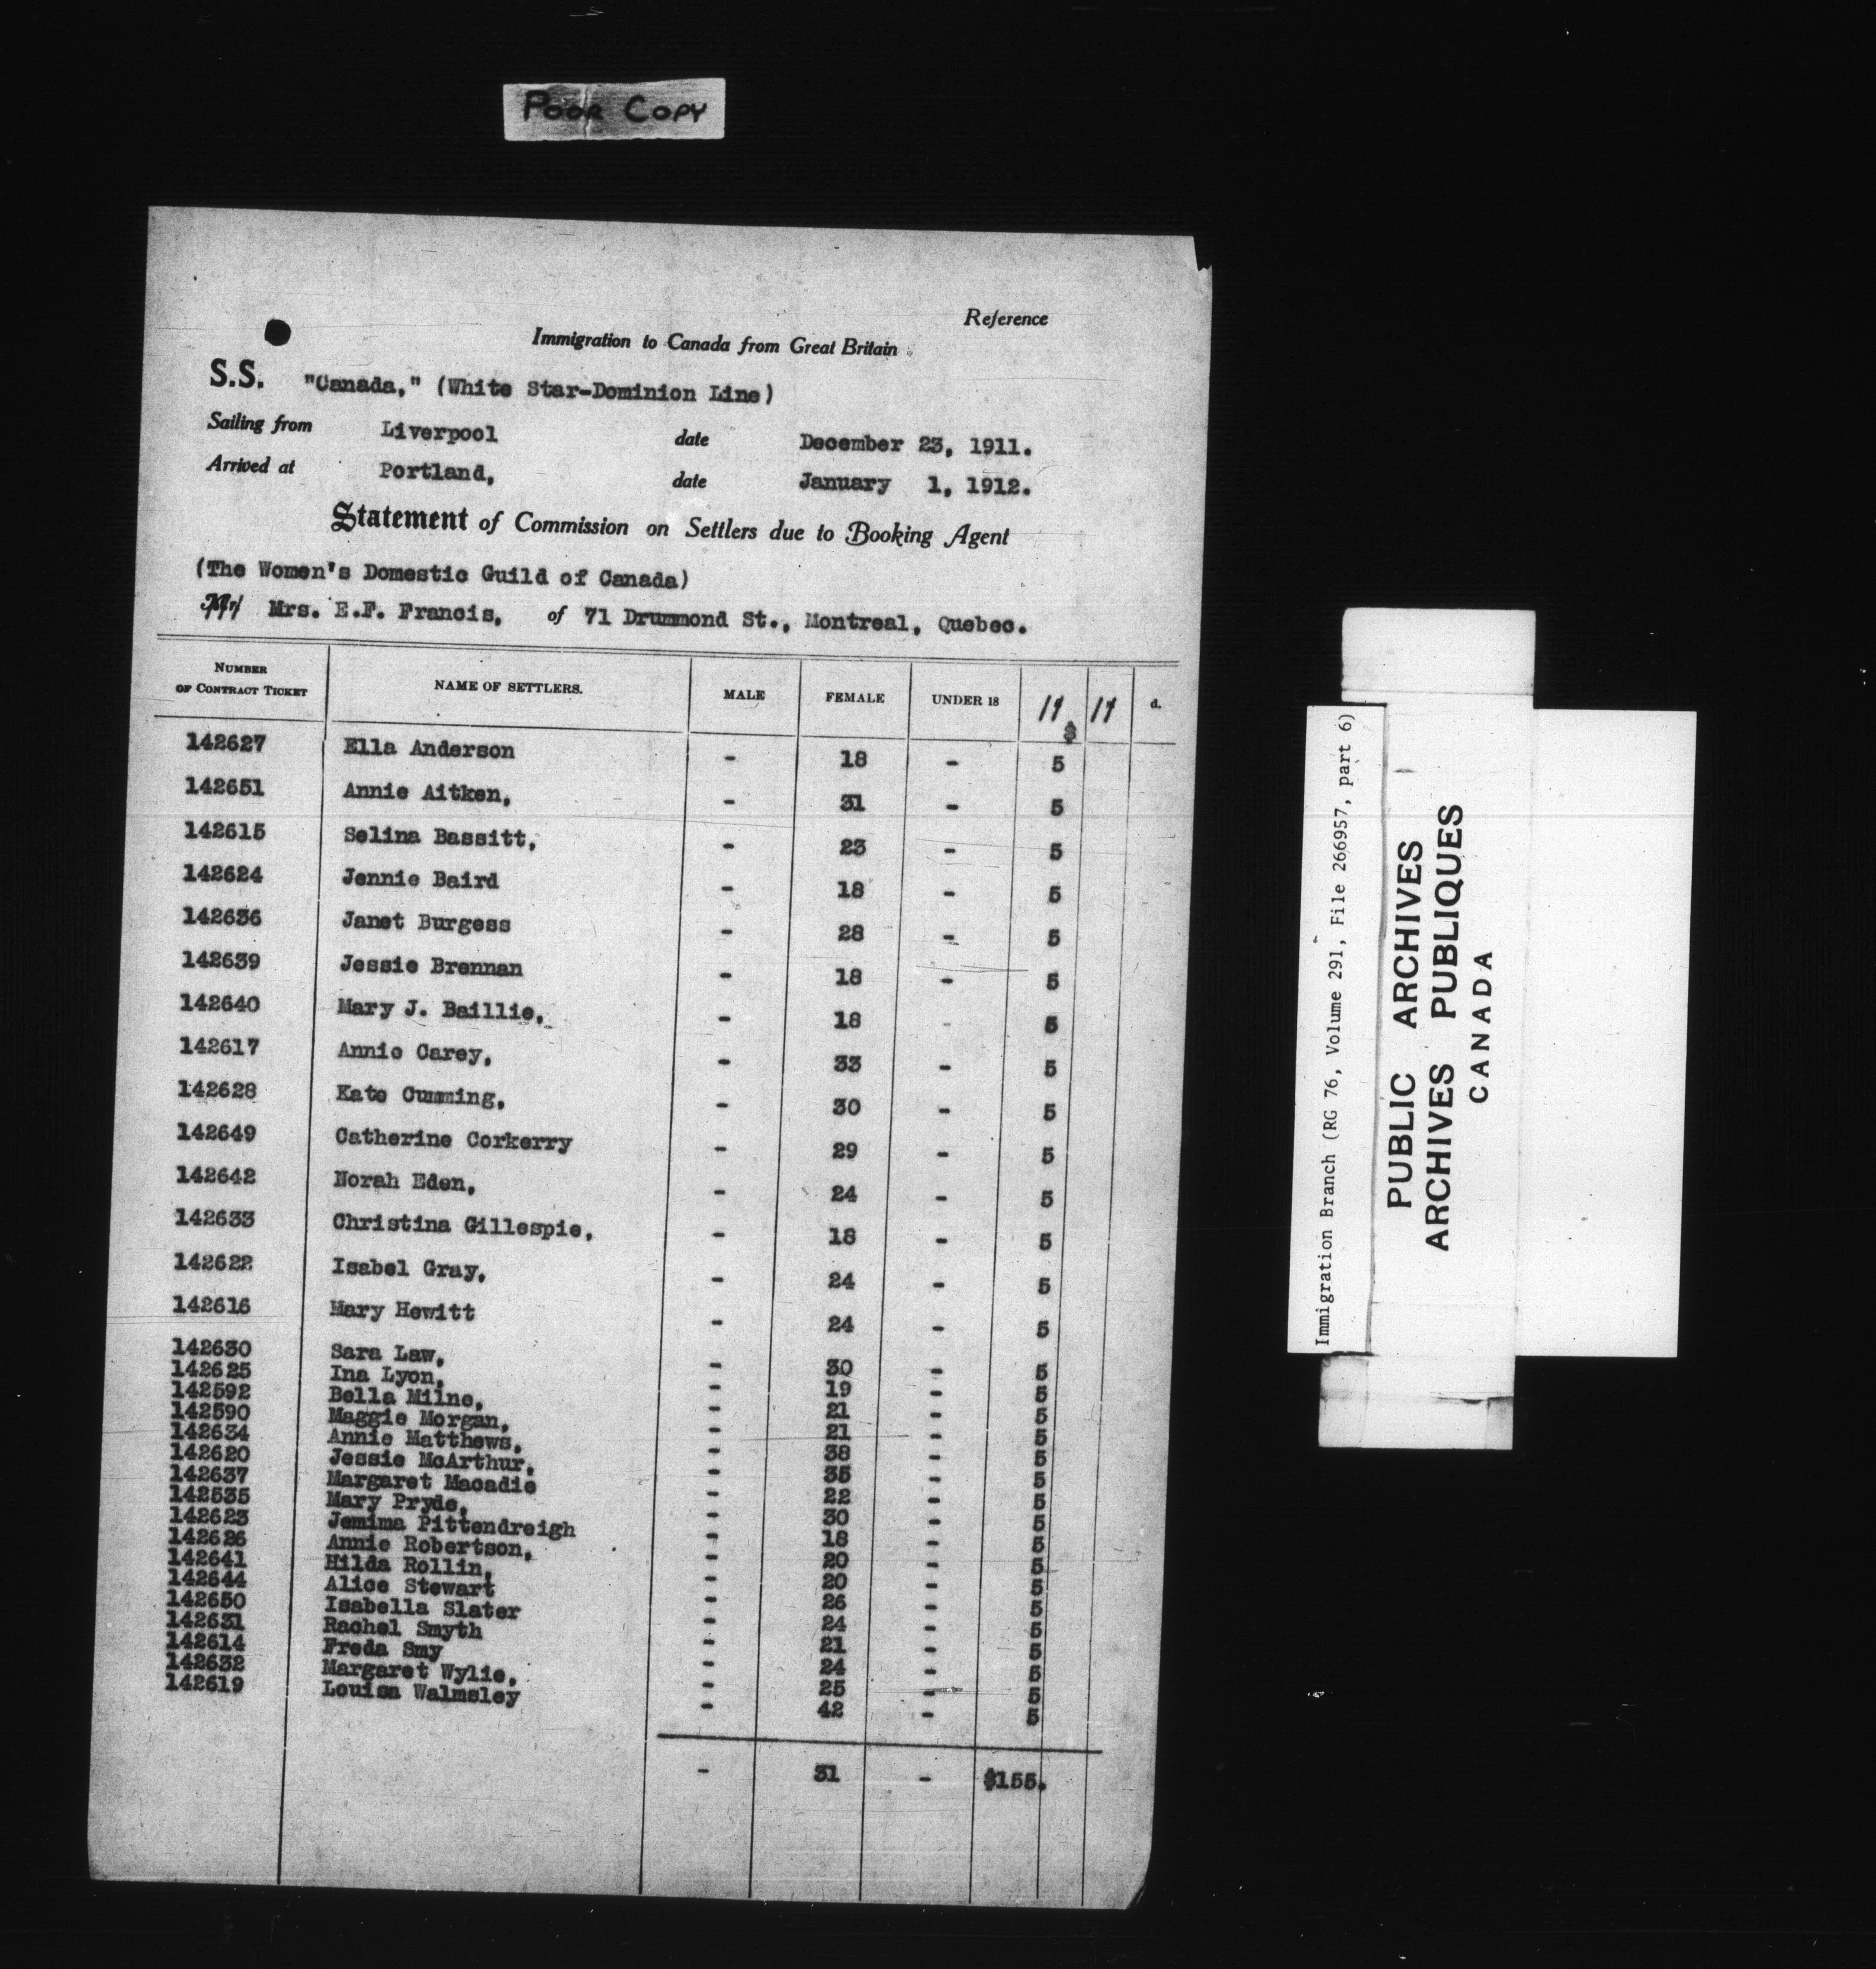 POOR COPY
Reference
Immigration to Canada from Great Britain
S.S. "Canada," (White Star-Dominion Line)
Sailing from Liverpool date December 23, 1911.
Arrived at Portland, date January 1, 1912.
Statement of Commission on Settlers due to Booking Agent
(The Women's Domestic Guild of Canada)
Mr. Mrs. E.F. Francis, of 71 Drummond St., Montreal, Quebec.
NUMBER OF CONTRACT TICKET NAME OF SETTLERS. MALE FEMALE UNDER 18 $ d.
142627 Ella Anderson - 18 - 5
142651 Annie Aitken, - 31 - 5
142615 Selina Bassitt, - 23 - 5
142624 Jennie Baird - 18 - 5
142636 Janet Burgess - 28 - 5
142639 Jessie Brennan - 18 - 5
142640 Mary J. Baillie, - 18 - 5
142617 Annie Carey, - 33 - 5
142628 Kate Cumming, - 30 - 5
142649 Catherine Corkerry - 29 - 5
142642 Norah Eden, - 24 - 5
142633 Christina Gillespie, - 18 - 5
142622 Isabel Gray, - 24 - 5
142616 Mary Hewitt - 24 - 5
142630 Sara Law, - 30 - 5
142625 Ina Lyon, - 19 - 5
142592 Bella Milne, - 21 - 5
142590 Maggie Morgan, - 21 - 5
142634 Annie Matthews, - 38 - 5
142620 Jessie McArthur, - 35 - 5
142637 Margaret Macadie - 22 - 5
142535 Mary Pryde, - 30 - 5
142623 Jemima Pittendreigh - 18 - 5
142626 Annie Robertson, - 20 - 5
142641 Hilda Rollin, - 20 - 5
142644 Alice Stewart - 26 - 5
142650 Isabella Slater - 24 - 5
142631 Rachel Smyth - 21 - 5
142614 Freda Smy - 24 - 5
142632 Margaret Wylie, - 25 - 5
142619 Louisa Walmsley - 42 - 5
- 31 - $155.
Immigration Branch (RG 76, Volume 291, File 266957, part 6)
PUBLIC ARCHIVES
ARCHIVES PUBLIQUES
CANADA